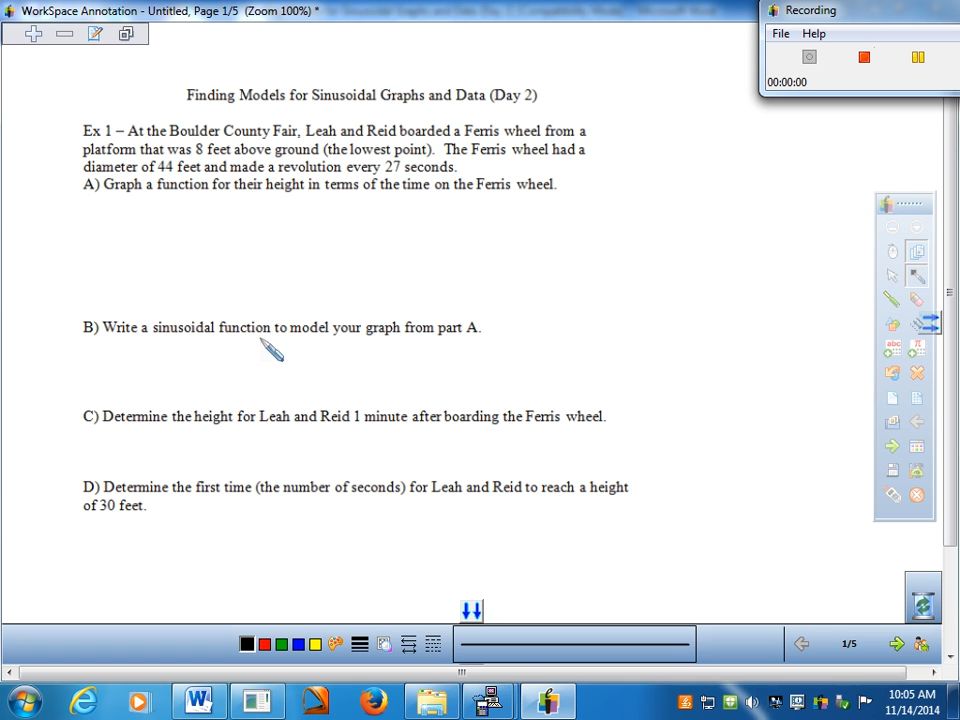 WorkSpace Annotation - Untitled, Page 1/5 (Zoom 100%) *
Recording
File Help
00:00:00
Finding Models for Sinusoidal Graphs and Data (Day 2)
Ex 1 – At the Boulder County Fair, Leah and Reid boarded a Ferris wheel from a
platform that was 8 feet above ground (the lowest point). The Ferris wheel had a
diameter of 44 feet and made a revolution every 27 seconds.
A) Graph a function for their height in terms of the time on the Ferris wheel.
B) Write a sinusoidal function to model your graph from part A.
C) Determine the height for Leah and Reid 1 minute after boarding the Ferris wheel.
D) Determine the first time (the number of seconds) for Leah and Reid to reach a height
of 30 feet.
abc π
1/5
10:05 AM
11/14/2014